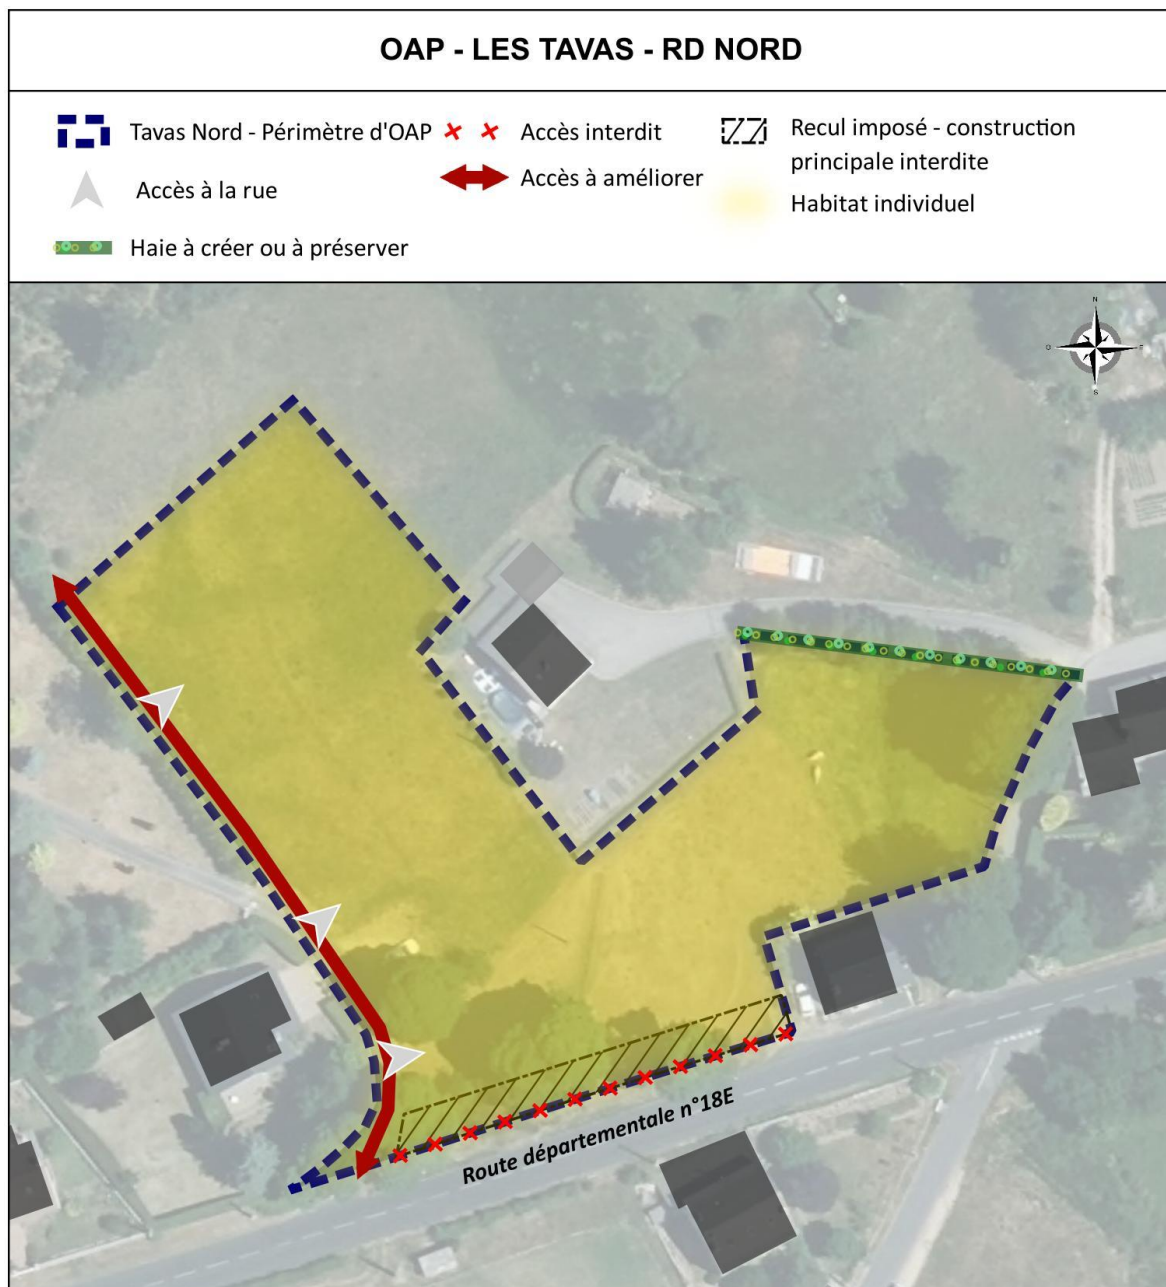 OAP - LES TAVAS - RD NORD
Tavas Nord - Périmètre d'OAP
Accès interdit
Recul imposé - construction
principale interdite
Accès à la rue
Accès à améliorer
Habitat individuel
Haie à créer ou à préserver
N
O
E
S
Route départementale n°18E